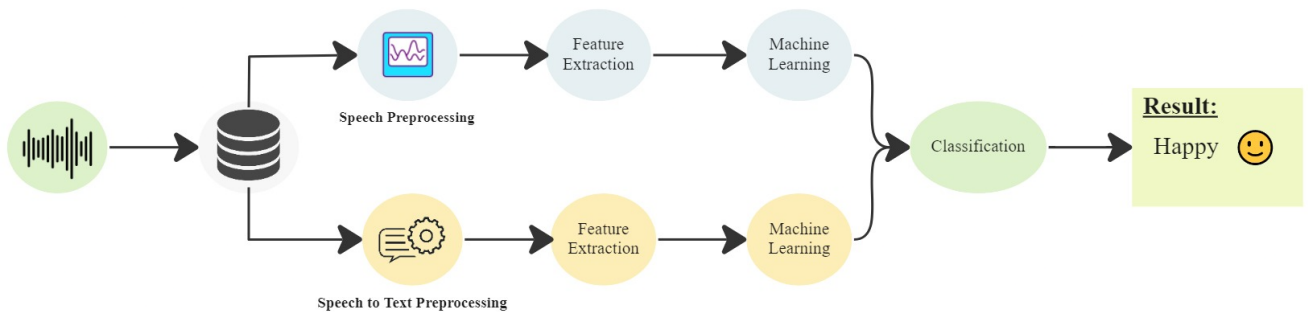 Feature
Extraction
Machine
Learning
Speech Preprocessing
Classification
Result:
Happy
Feature
Extraction
Machine
Learning
Speech to Text Preprocessing